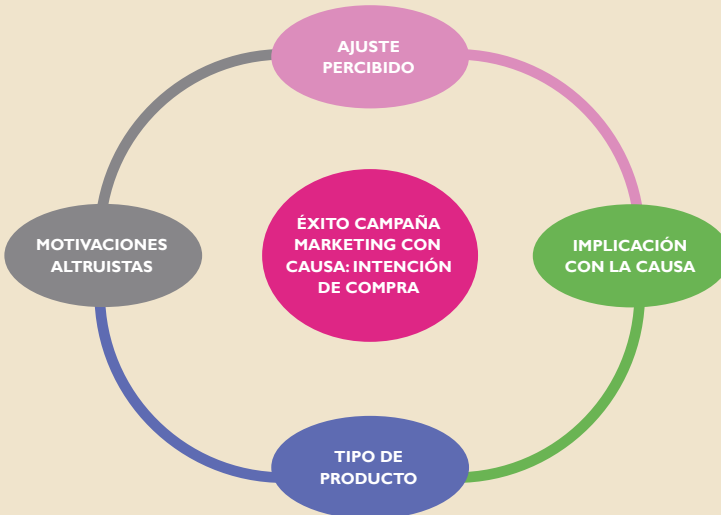 AJUSTE
PERCIBIDO
MOTIVACIONES
ALTRUISTAS
ÉXITO CAMPAÑA
MARKETING CON
CAUSA: INTENCIÓN
DE COMPRA
IMPLICACIÓN
CON LA CAUSA
TIPO DE
PRODUCTO